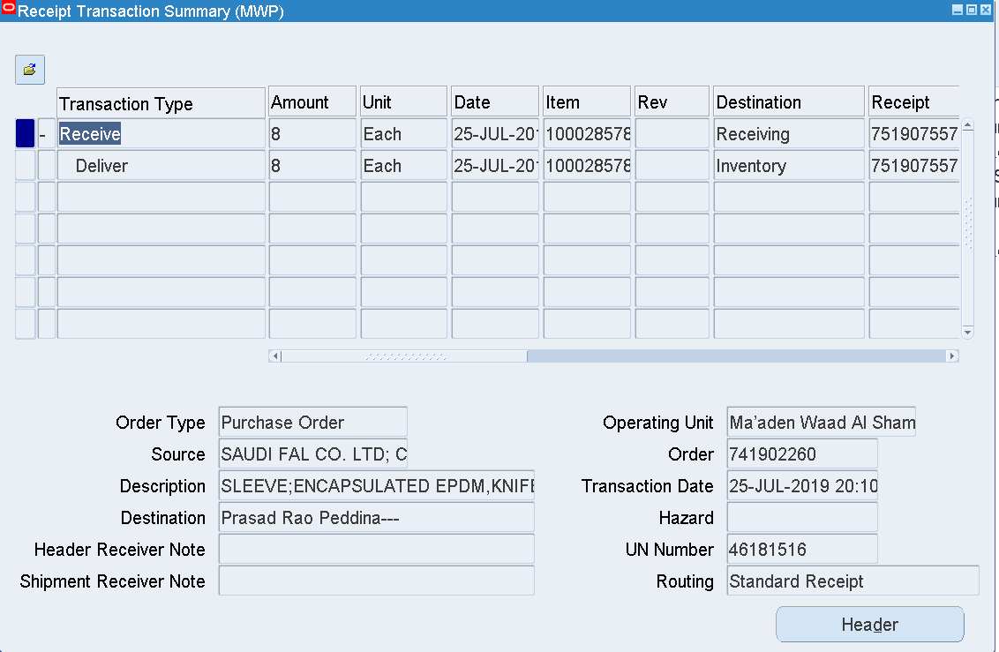 Receipt Transaction Summary (MWP)
Transaction Type Amount Unit Date Item Rev Destination Receipt
- Receive 8 Each 25-JUL-201 100028578 Receiving 751907557
Deliver 8 Each 25-JUL-201 100028578 Inventory 751907557
Order Type Purchase Order Operating Unit Ma'aden Waad Al Sham
Source SAUDI FAL CO. LTD; C Order 741902260
Description SLEEVE;ENCAPSULATED EPDM,KNIFE Transaction Date 25-JUL-2019 20:10
Destination Prasad Rao Peddina--- Hazard
Header Receiver Note UN Number 46181516
Shipment Receiver Note Routing Standard Receipt
Header